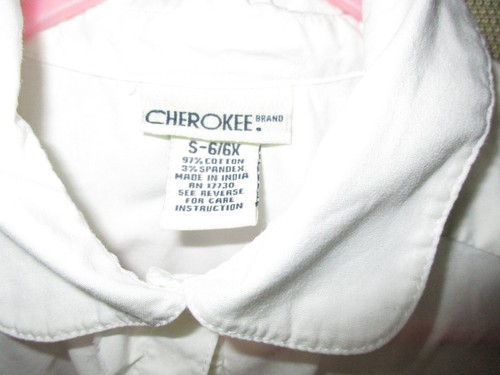 CHEROKEE. BRAND
S-6/6X
97% COTTON
3% SPANDEX
MADE IN INDIA
RN 17730
SEE REVERSE
FOR CARE
INSTRUCTION